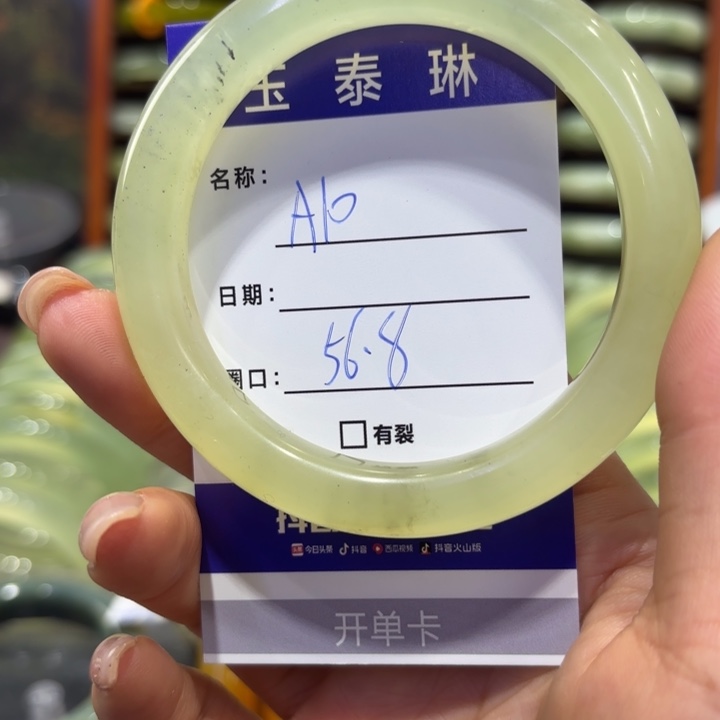 玉 泰 琳
名称： A10
日期：
圈口： 56.8
□有裂
今日头条 抖音 西瓜视频 抖音火山版
开单卡